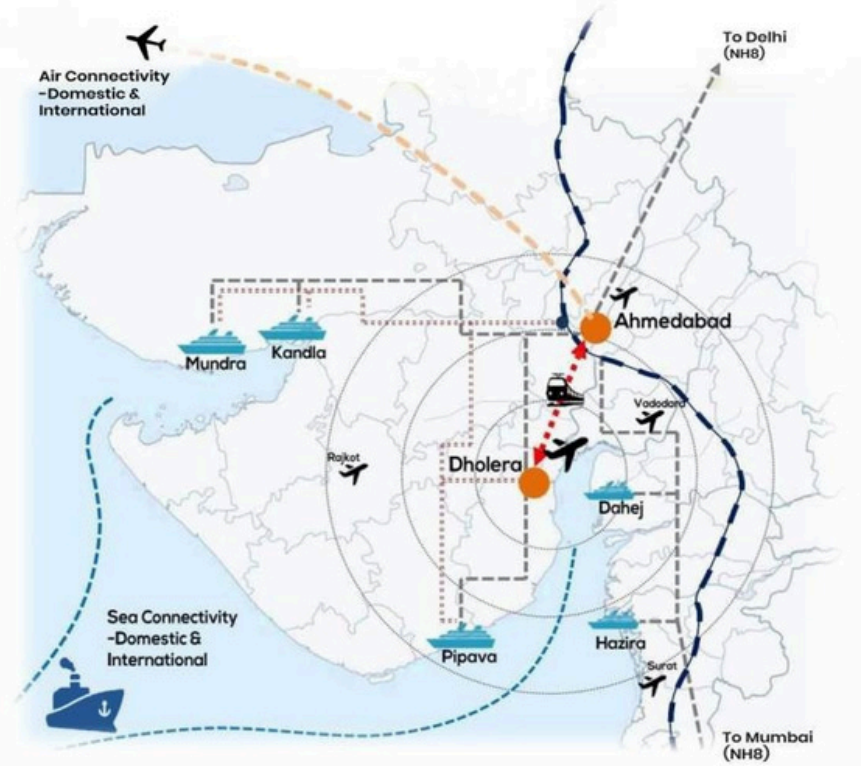 To Delhi
(NH8)
Air Connectivity
-Domestic &
International
Ahmedabad
Mundra
Kandla
Vadodara
Rajkot
Dholera
Dahej
Sea Connectivity
-Domestic &
International
Hazira
Pipava
Surat
To Mumbai
(NH8)